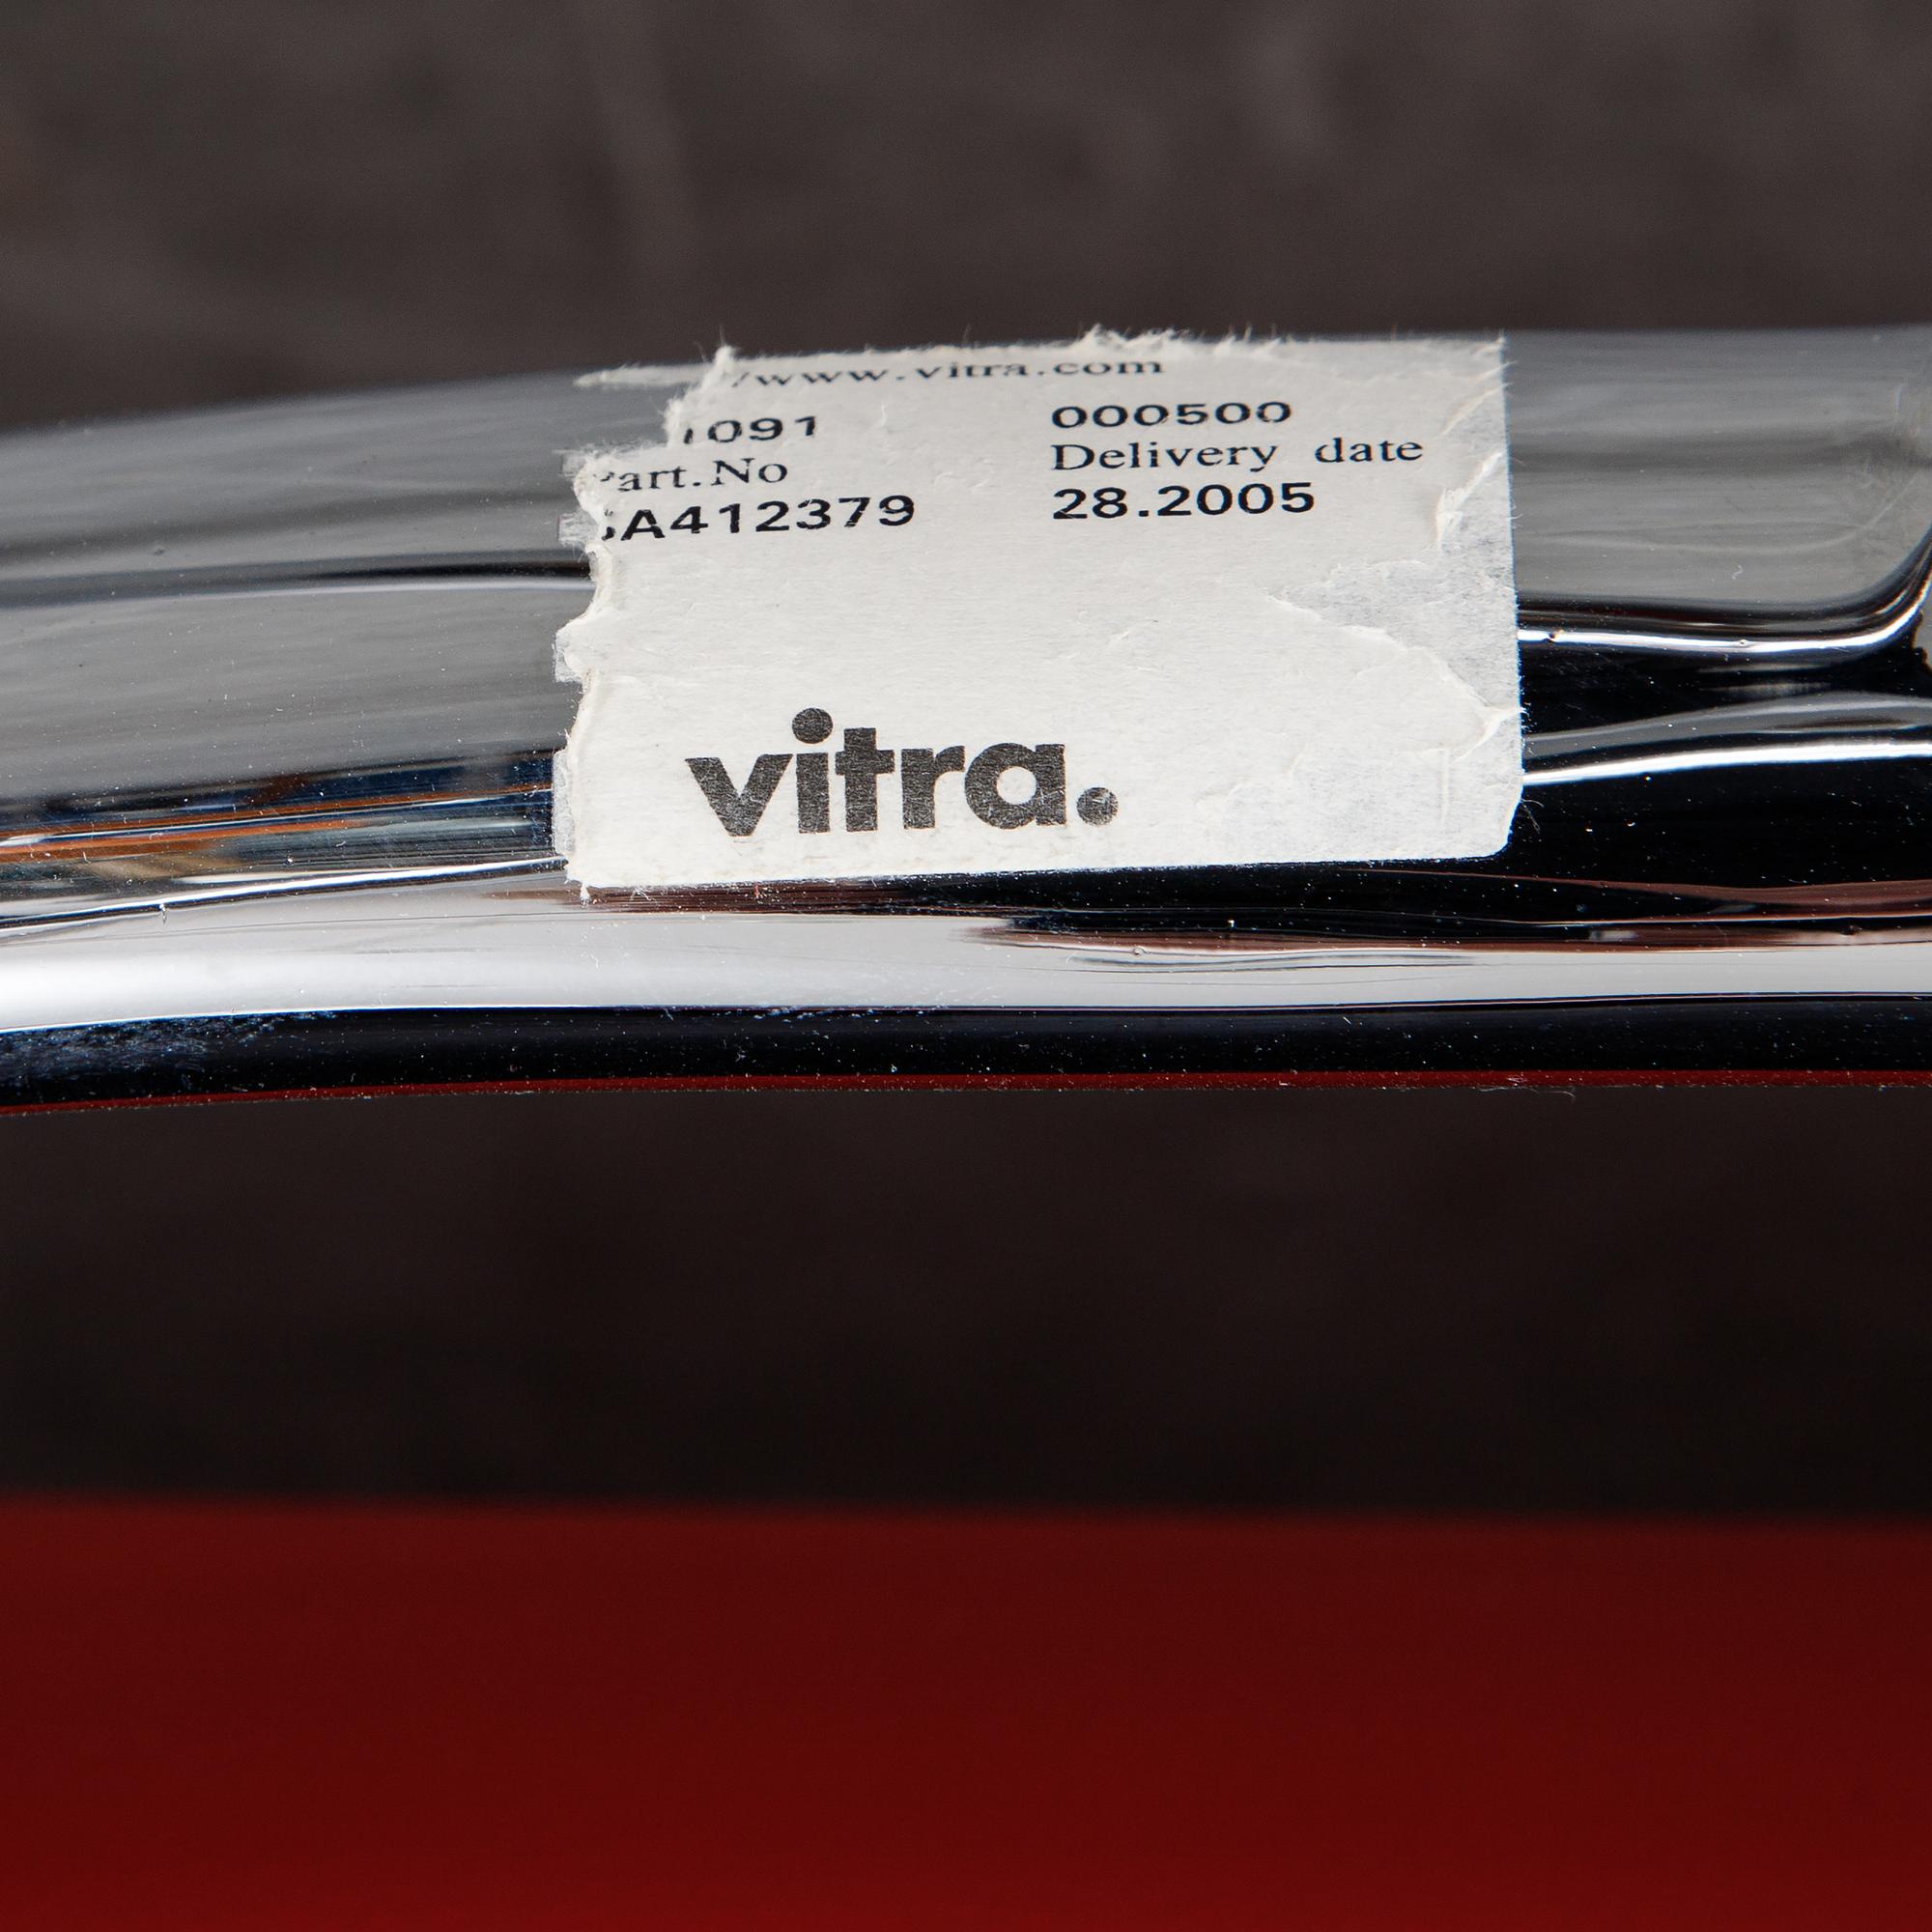 /www.vitra.com
1091 000500
Part.No Delivery date
A412379 28.2005
vitra.